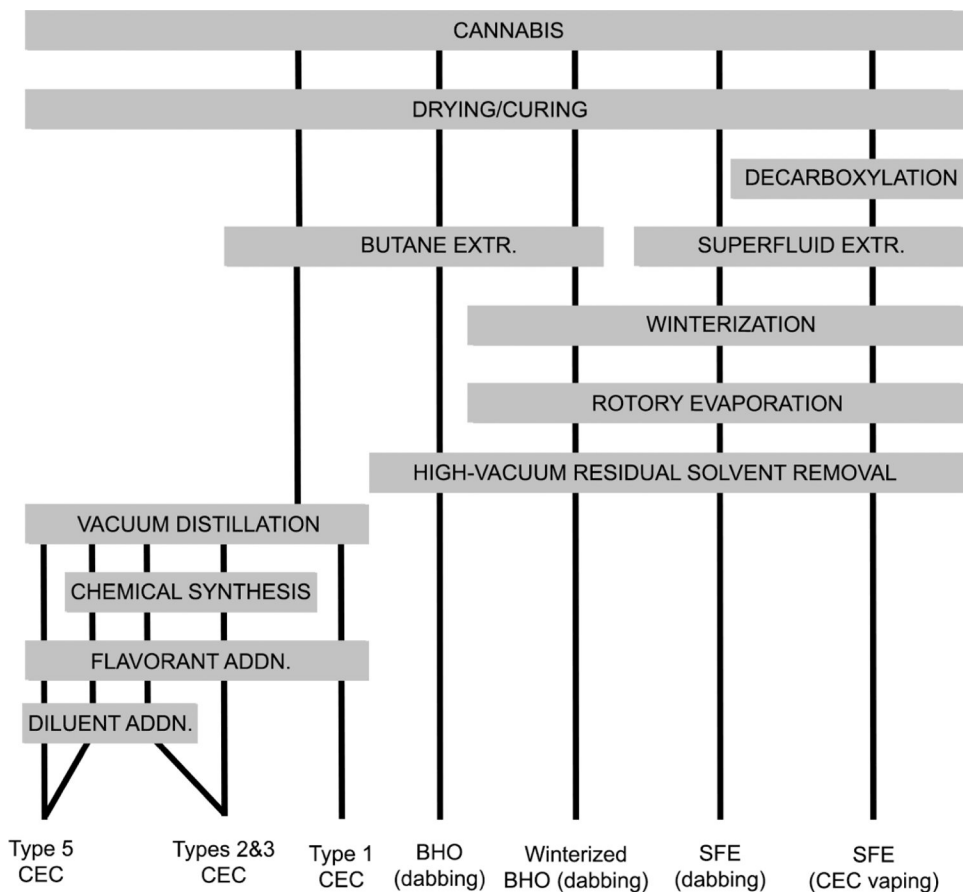 CANNABIS
DRYING/CURING
DECARBOXYLATION
BUTANE EXTR.
SUPERFLUID EXTR.
WINTERIZATION
ROTORY EVAPORATION
HIGH-VACUUM RESIDUAL SOLVENT REMOVAL
VACUUM DISTILLATION
CHEMICAL SYNTHESIS
FLAVORANT ADDN.
DILUENT ADDN.
Type 5
CEC
Types 2&3
CEC
Type 1
CEC
BHO
(dabbing)
Winterized
BHO (dabbing)
SFE
(dabbing)
SFE
(CEC vaping)